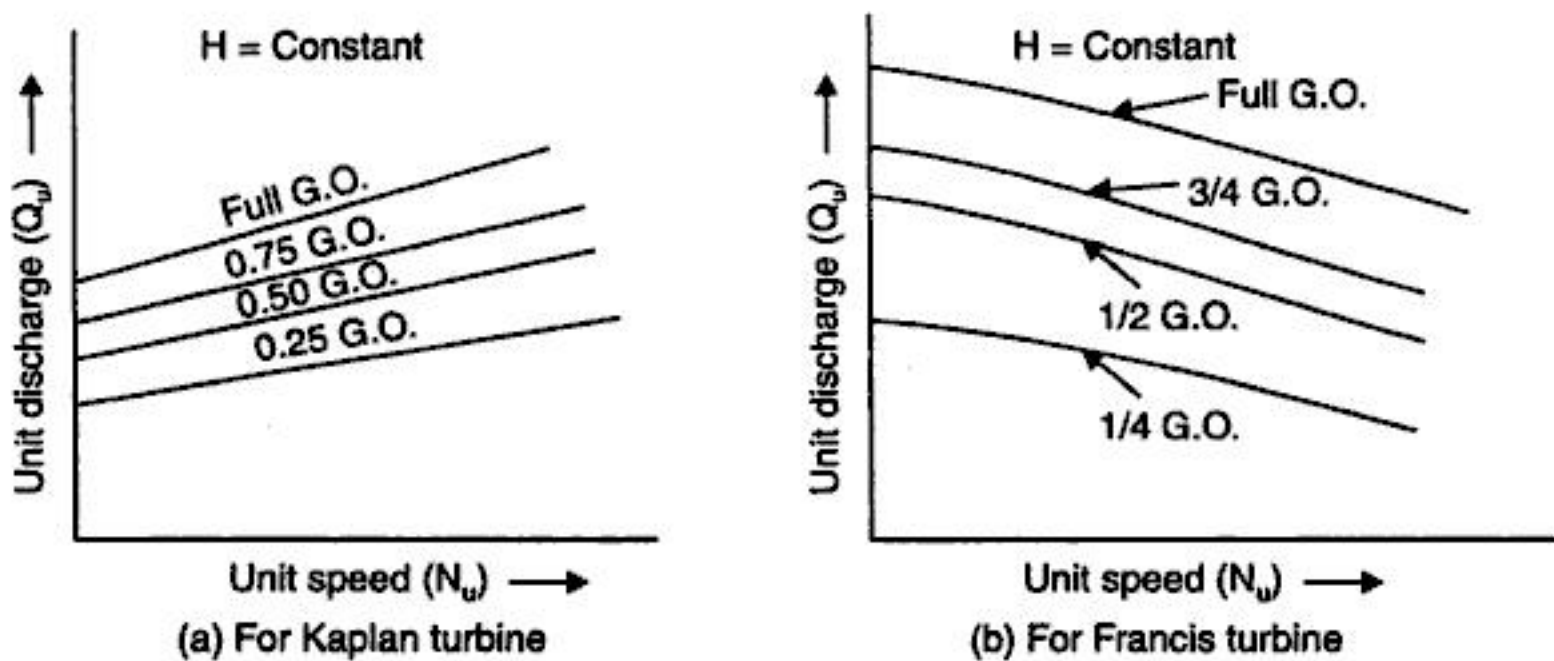 H = Constant
Unit discharge (Qu)
Full G.O.
0.75 G.O.
0.50 G.O.
0.25 G.O.
Unit speed (Nu)
(a) For Kaplan turbine
H = Constant
Unit discharge (Qu)
Full G.O.
3/4 G.O.
1/2 G.O.
1/4 G.O.
Unit speed (Nu)
(b) For Francis turbine